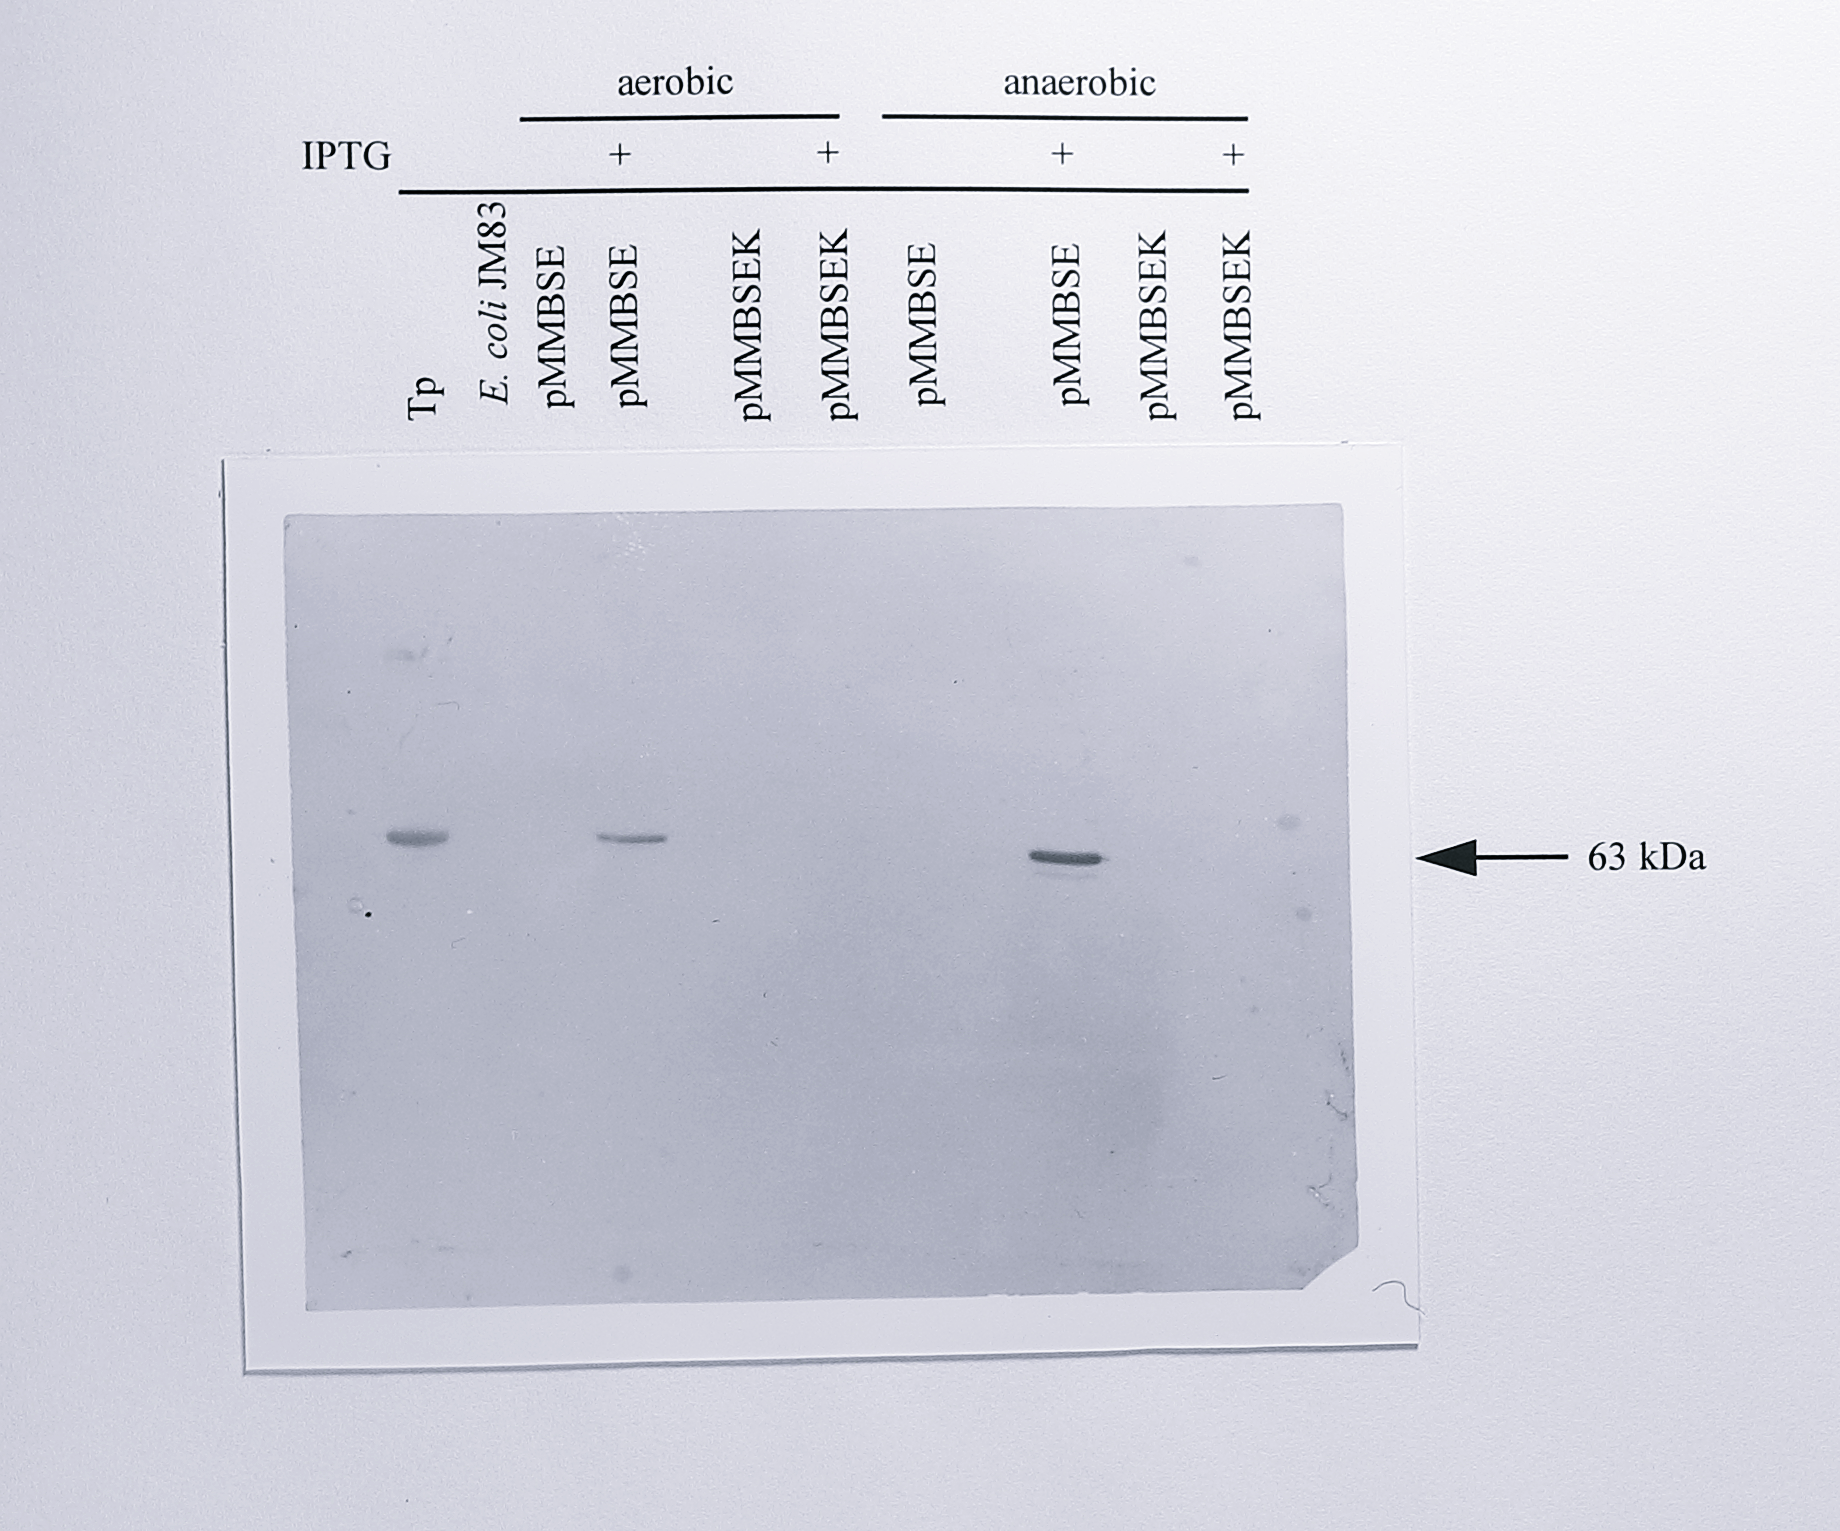 aerobic anaerobic
IPTG + + + +
Tp
E. coli JM83
pMMBSE
pMMBSE
pMMBSEK
pMMBSEK
pMMBSE
pMMBSE
pMMBSEK
pMMBSEK
63 kDa